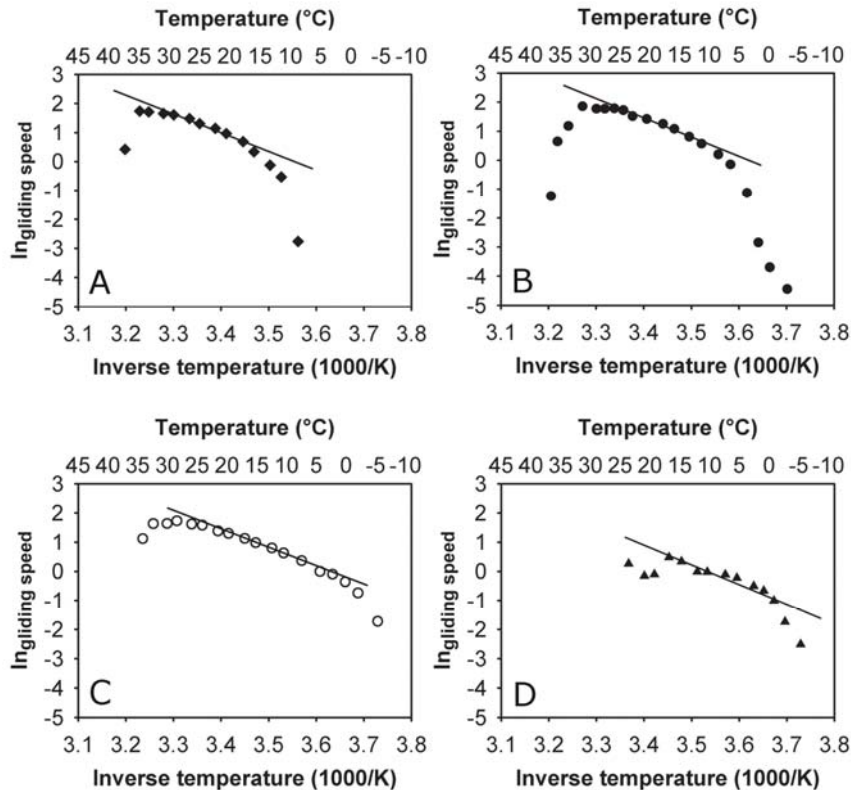 Temperature (°C)
45 40 35 30 25 20 15 10 5 0 -5 -10
3
2
1
0
-1
-2
-3
-4
-5
ln gliding speed
A
3.1 3.2 3.3 3.4 3.5 3.6 3.7 3.8
Inverse temperature (1000/K)
Temperature (°C)
45 40 35 30 25 20 15 10 5 0 -5 -10
3
2
1
0
-1
-2
-3
-4
-5
ln gliding speed
B
3.1 3.2 3.3 3.4 3.5 3.6 3.7 3.8
Inverse temperature (1000/K)
Temperature (°C)
45 40 35 30 25 20 15 10 5 0 -5 -10
3
2
1
0
-1
-2
-3
-4
-5
ln gliding speed
C
3.1 3.2 3.3 3.4 3.5 3.6 3.7 3.8
Inverse temperature (1000/K)
Temperature (°C)
45 40 35 30 25 20 15 10 5 0 -5 -10
3
2
1
0
-1
-2
-3
-4
-5
ln gliding speed
D
3.1 3.2 3.3 3.4 3.5 3.6 3.7 3.8
Inverse temperature (1000/K)